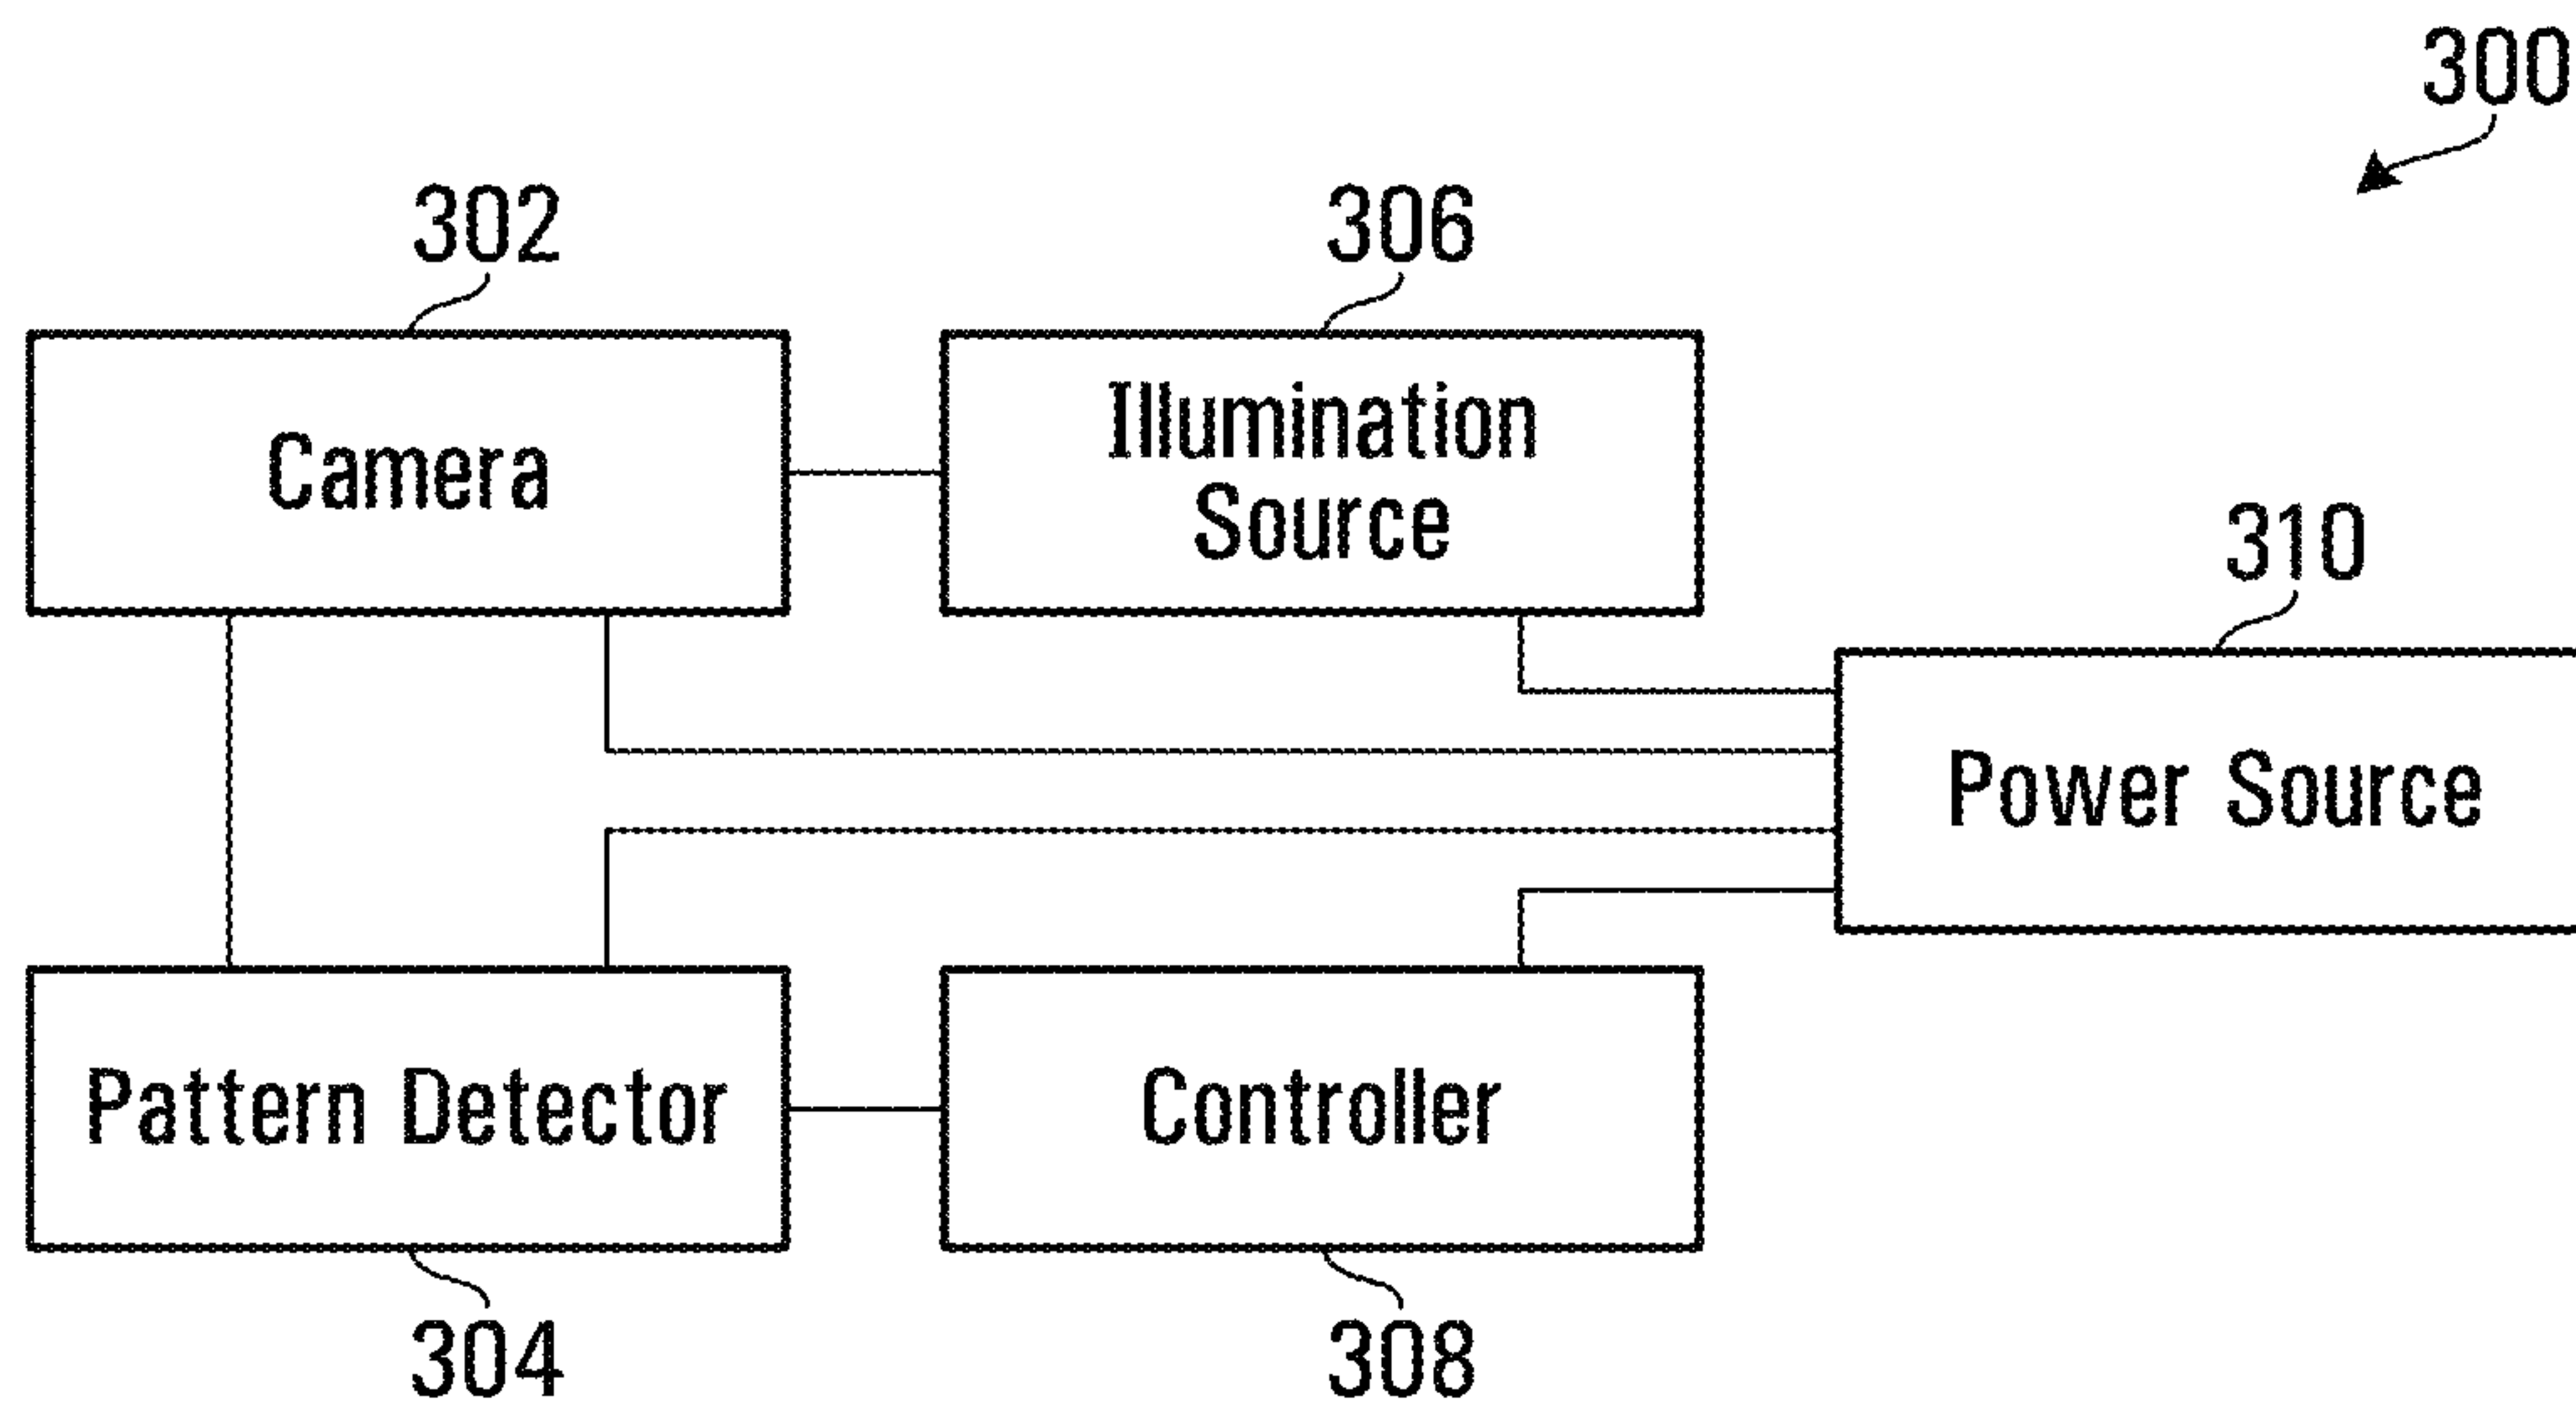 300
302
306
Camera
Illumination
Source
310
Power Source
Pattern Detector
Controller
304
308